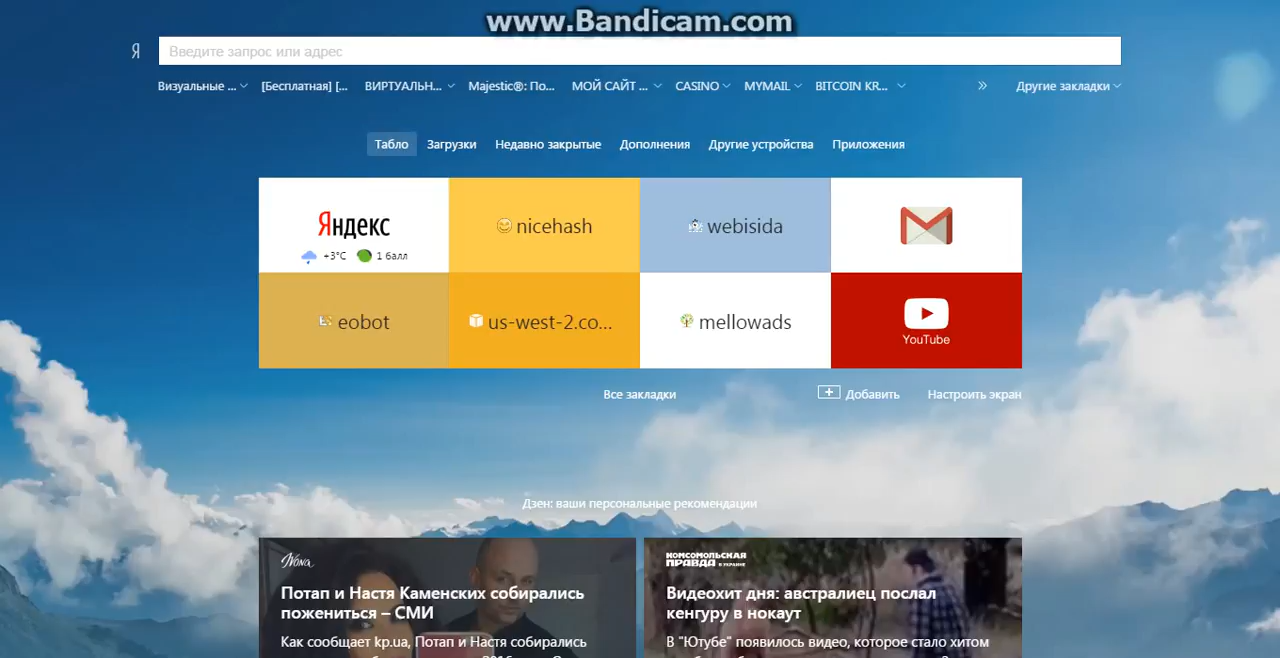 www.Bandicam.com
Я Введите запрос или адрес
Визуальные ... [Бесплатная] [... ВИРТУАЛЬН... Majestic®: По... МОЙ САЙТ ... CASINO MYMAIL BITCOIN KR... » Другие закладки
Табло Загрузки Недавно закрытые Дополнения Другие устройства Приложения
Яндекс
+3°C 1 балл
nicehash
webisida
eobot
us-west-2.co...
mellowads
YouTube
Все закладки Добавить Настроить экран
Дзен: ваши персональные рекомендации
Wona
Потап и Настя Каменских собирались
пожениться – СМИ
Как сообщает kp.ua, Потап и Настя собирались
КОМСОМОЛЬСКАЯ
ПРАВДА В УКРАИНЕ
Видеохит дня: австралиец послал
кенгуру в нокаут
В "Ютубе" появилось видео, которое стало хитом